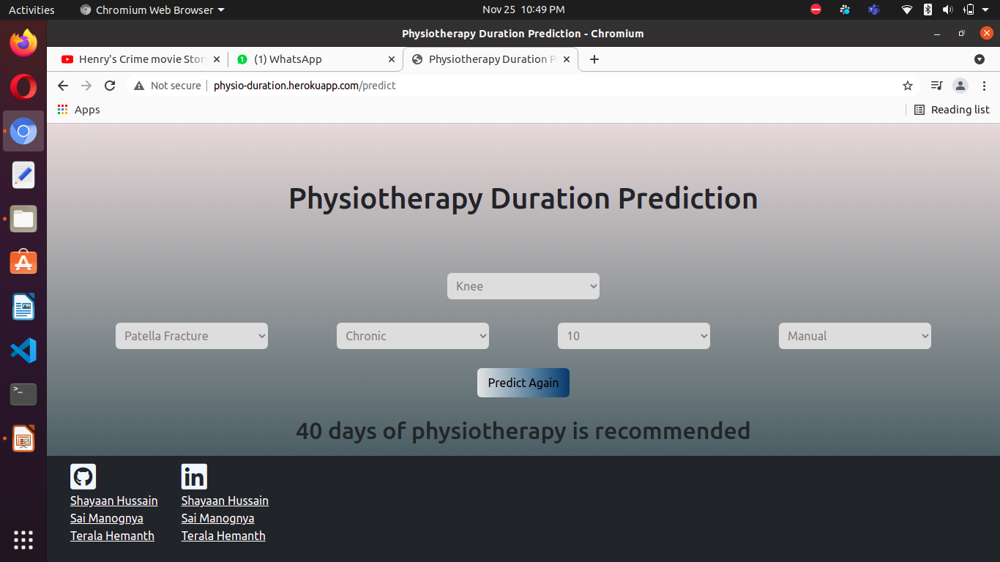 Activities Chromium Web Browser Nov 25 10:49 PM
Physiotherapy Duration Prediction - Chromium
Henry's Crime movie Stor (1) WhatsApp Physiotherapy Duration P
Not secure physio-duration.herokuapp.com/predict
Apps Reading list
Physiotherapy Duration Prediction
Knee
Patella Fracture Chronic 10 Manual
Predict Again
40 days of physiotherapy is recommended
in
Shayaan Hussain Shayaan Hussain
Sai Manognya Sai Manognya
Terala Hemanth Terala Hemanth